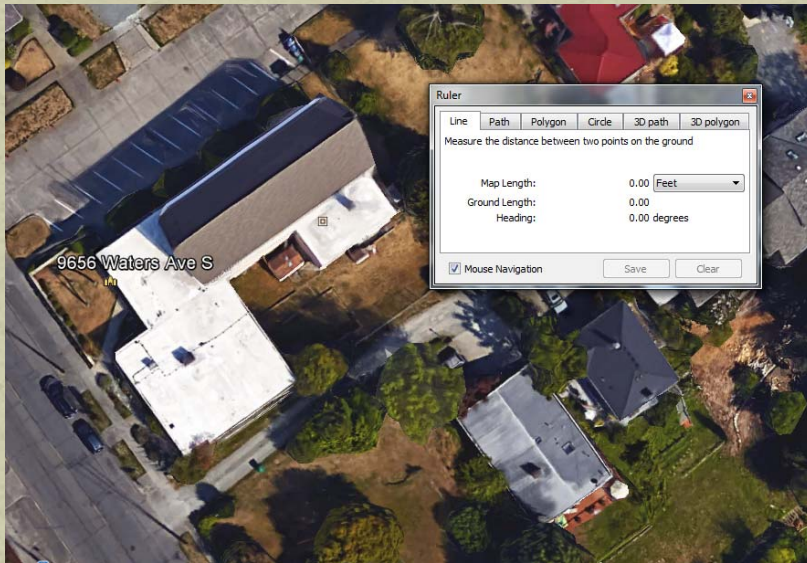 Ruler
Line Path Polygon Circle 3D path 3D polygon
Measure the distance between two points on the ground
Map Length: 0.00 Feet
Ground Length: 0.00
Heading: 0.00 degrees
Mouse Navigation Save Clear
9656 Waters Ave S